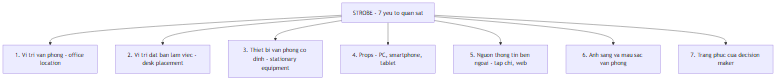 STROBE - 7 yeu to quan sat
1. Vi tri van phong - office
location
2. Vi tri dat ban lam viec -
desk placement
3. Thiet bi van phong co
dinh - stationary
equipment
4. Props - PC, smartphone,
tablet
5. Nguon thong tin ben
ngoai - tap chi, web
6. Anh sang va mau sac
van phong
7. Trang phuc cua decision
maker